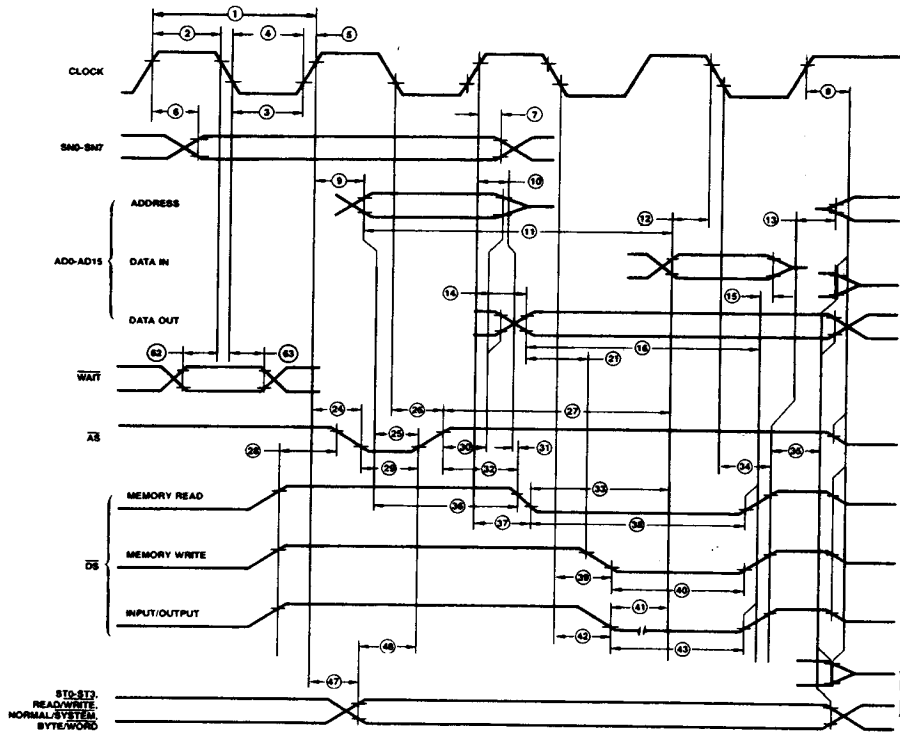 1
2 4 5
CLOCK
6 3 7 8
SN0-SN7
9 10
ADDRESS
11 12 13
AD0-AD15 DATA IN
14 15
DATA OUT
16
21
62 63
WAIT
24 26 27
AS
28 25 30 31
29 32 34 35
MEMORY READ
33
36 37 38
MEMORY WRITE
DS
39 40
INPUT/OUTPUT
41
42 43
46
47
ST0-ST3,
READ/WRITE,
NORMAL/SYSTEM,
BYTE/WORD